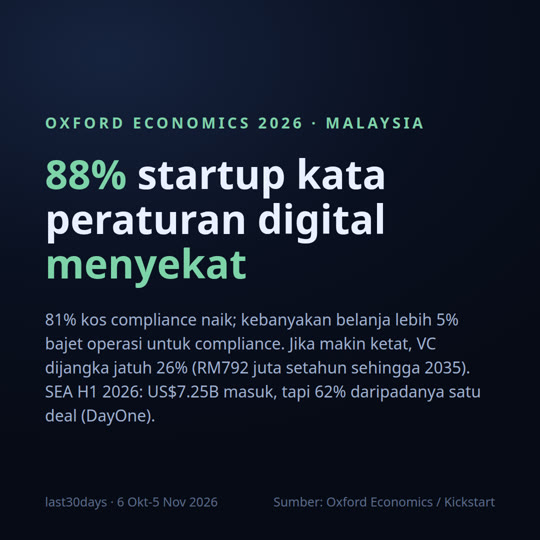 OXFORD ECONOMICS 2026 · MALAYSIA
88% startup kata
peraturan digital
menyekat
81% kos compliance naik; kebanyakan belanja lebih 5%
bajet operasi untuk compliance. Jika makin ketat, VC
dijangka jatuh 26% (RM792 juta setahun sehingga 2035).
SEA H1 2026: US$7.25B masuk, tapi 62% daripadanya satu
deal (DayOne).
last30days · 6 Okt-5 Nov 2026
Sumber: Oxford Economics / Kickstart